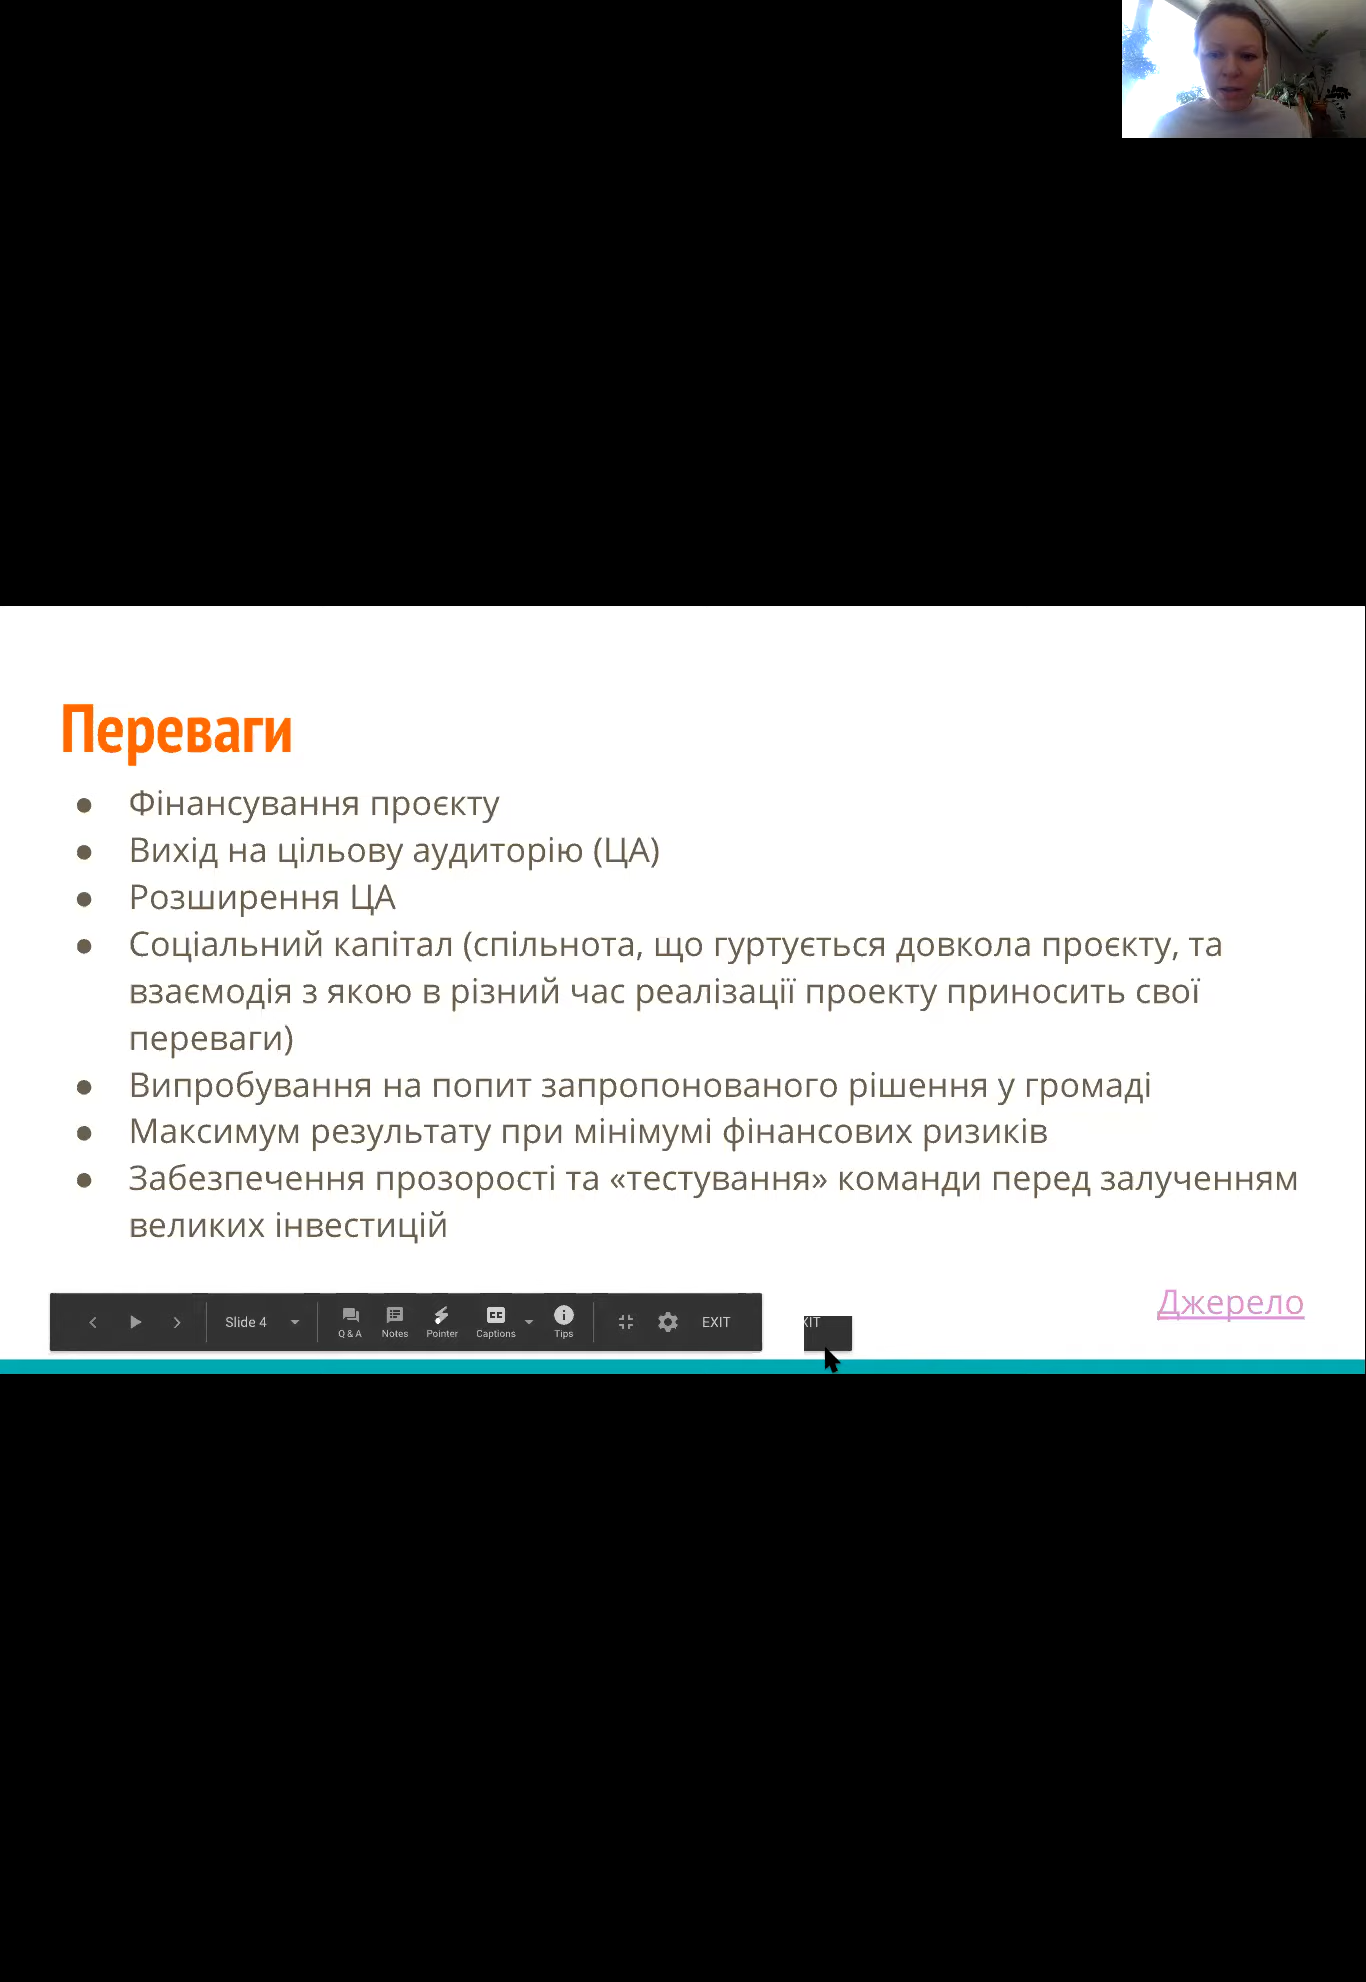 Переваги
● Фінансування проєкту
● Вихід на цільову аудиторію (ЦА)
● Розширення ЦА
● Соціальний капітал (спільнота, що гуртується довкола проєкту, та
взаємодія з якою в різний час реалізації проекту приносить свої
переваги)
● Випробування на попит запропонованого рішення у громаді
● Максимум результату при мінімумі фінансових ризиків
● Забезпечення прозорості та «тестування» команди перед залученням
великих інвестицій
Джерело
Slide 4 Q & A Notes Pointer Captions Tips EXIT XIT